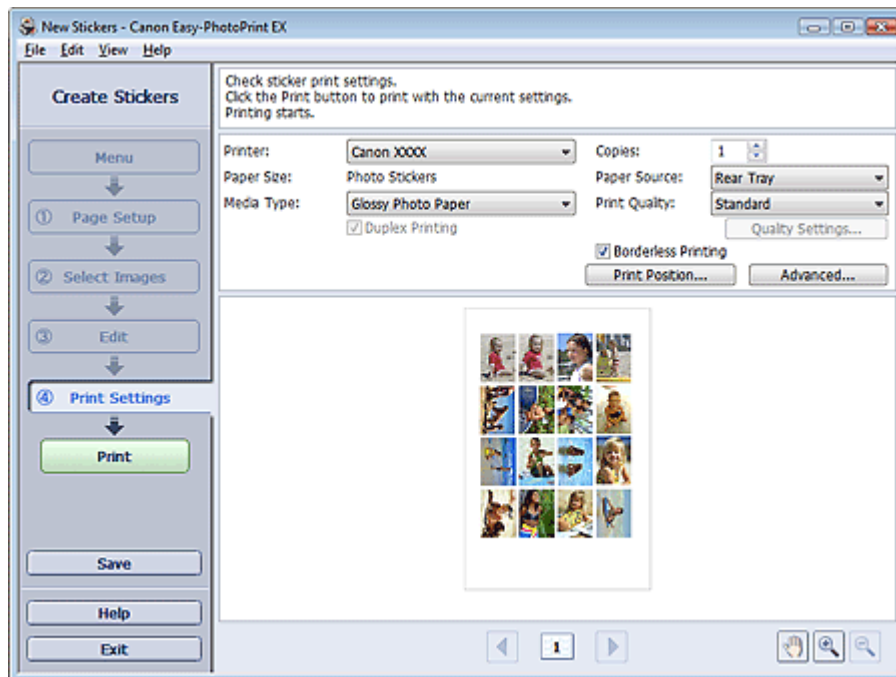 New Stickers - Canon Easy-PhotoPrint EX
File Edit View Help
Create Stickers
Check sticker print settings.
Click the Print button to print with the current settings.
Printing starts.
Menu
① Page Setup
② Select Images
③ Edit
④ Print Settings
Print
Save
Help
Exit
Printer: Canon XXXX Copies: 1
Paper Size: Photo Stickers Paper Source: Rear Tray
Media Type: Glossy Photo Paper Print Quality: Standard
Duplex Printing Quality Settings...
Borderless Printing
Print Position... Advanced...
1